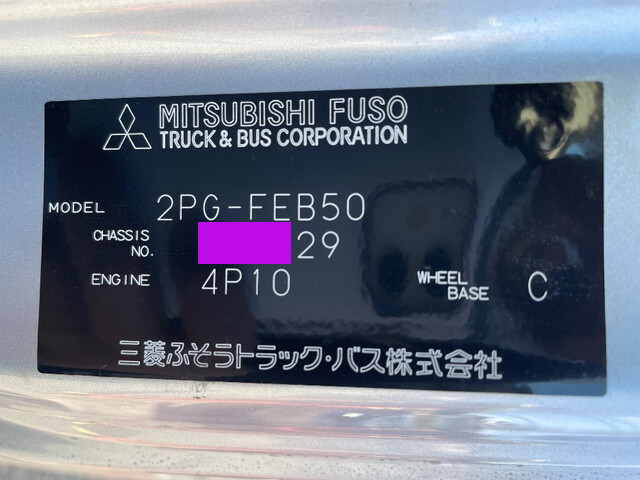 MITSUBISHI FUSO
TRUCK & BUS CORPORATION
MODEL 2PG-FEB50
CHASSIS NO. 29
ENGINE 4P10 WHEEL BASE C
三菱ふそうトラック・バス株式会社